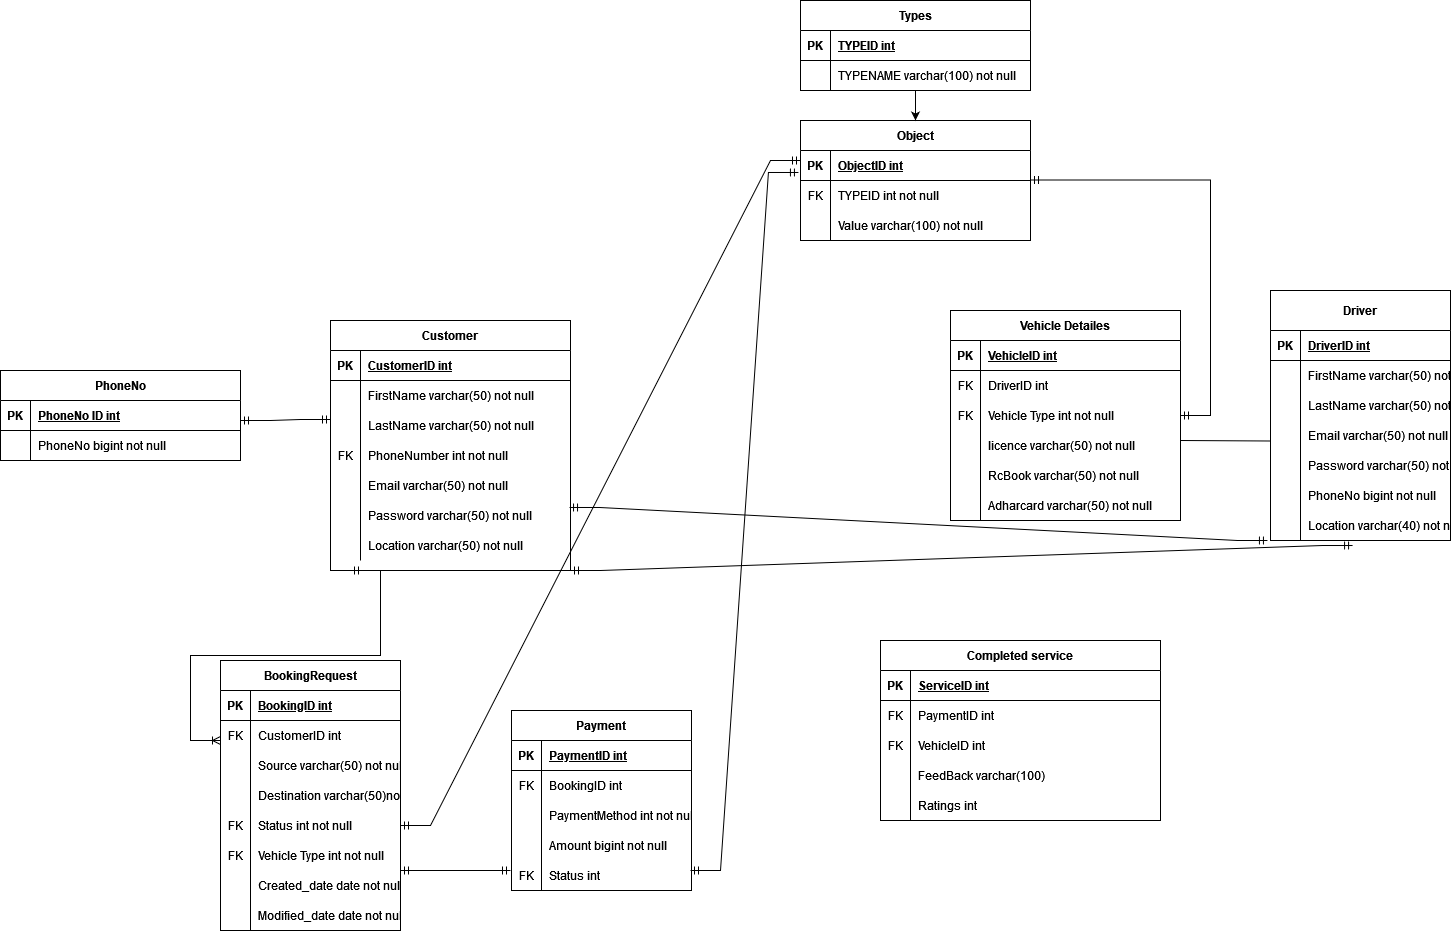 Types
PK TYPEID int
TYPENAME varchar(100) not null
Object
PK ObjectID int
FK TYPEID int not null
Value varchar(100) not null
Customer
PK CustomerID int
FirstName varchar(50) not null
LastName varchar(50) not null
FK PhoneNumber int not null
Email varchar(50) not null
Password varchar(50) not null
Location varchar(50) not null
PhoneNo
PK PhoneNo ID int
PhoneNo bigint not null
Vehicle Detailes
PK VehicleID int
FK DriverID int
FK Vehicle Type int not null
licence varchar(50) not null
RcBook varchar(50) not null
Adharcard varchar(50) not null
Driver
PK DriverID int
FirstName varchar(50) not
LastName varchar(50) not
Email varchar(50) not null
Password varchar(50) not
PhoneNo bigint not null
Location varchar(40) not n
BookingRequest
PK BookingID int
FK CustomerID int
Source varchar(50) not nu
Destination varchar(50)no
FK Status int not null
FK Vehicle Type int not null
Created_date date not nul
Modified_date date not nu
Payment
PK PaymentID int
FK BookingID int
PaymentMethod int not nu
Amount bigint not null
FK Status int
Completed service
PK ServiceID int
FK PaymentID int
FK VehicleID int
FeedBack varchar(100)
Ratings int